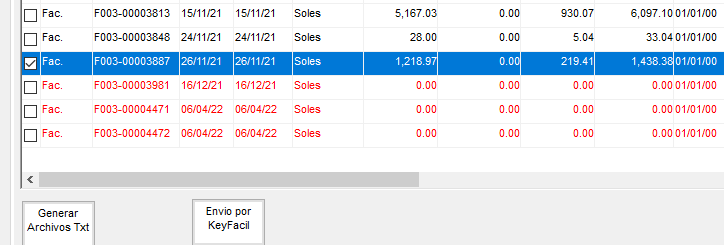 Fac. F003-00003813 15/11/21 15/11/21 Soles 5,167.03 0.00 930.07 6,097.10 01/01/00
Fac. F003-00003848 24/11/21 24/11/21 Soles 28.00 0.00 5.04 33.04 01/01/00
Fac. F003-00003887 26/11/21 26/11/21 Soles 1,218.97 0.00 219.41 1,438.38 01/01/00
Fac. F003-00003981 16/12/21 16/12/21 Soles 0.00 0.00 0.00 0.00 01/01/00
Fac. F003-00004471 06/04/22 06/04/22 Soles 0.00 0.00 0.00 0.00 01/01/00
Fac. F003-00004472 06/04/22 06/04/22 Soles 0.00 0.00 0.00 0.00 01/01/00
Generar
Archivos Txt
Envio por
KeyFacil